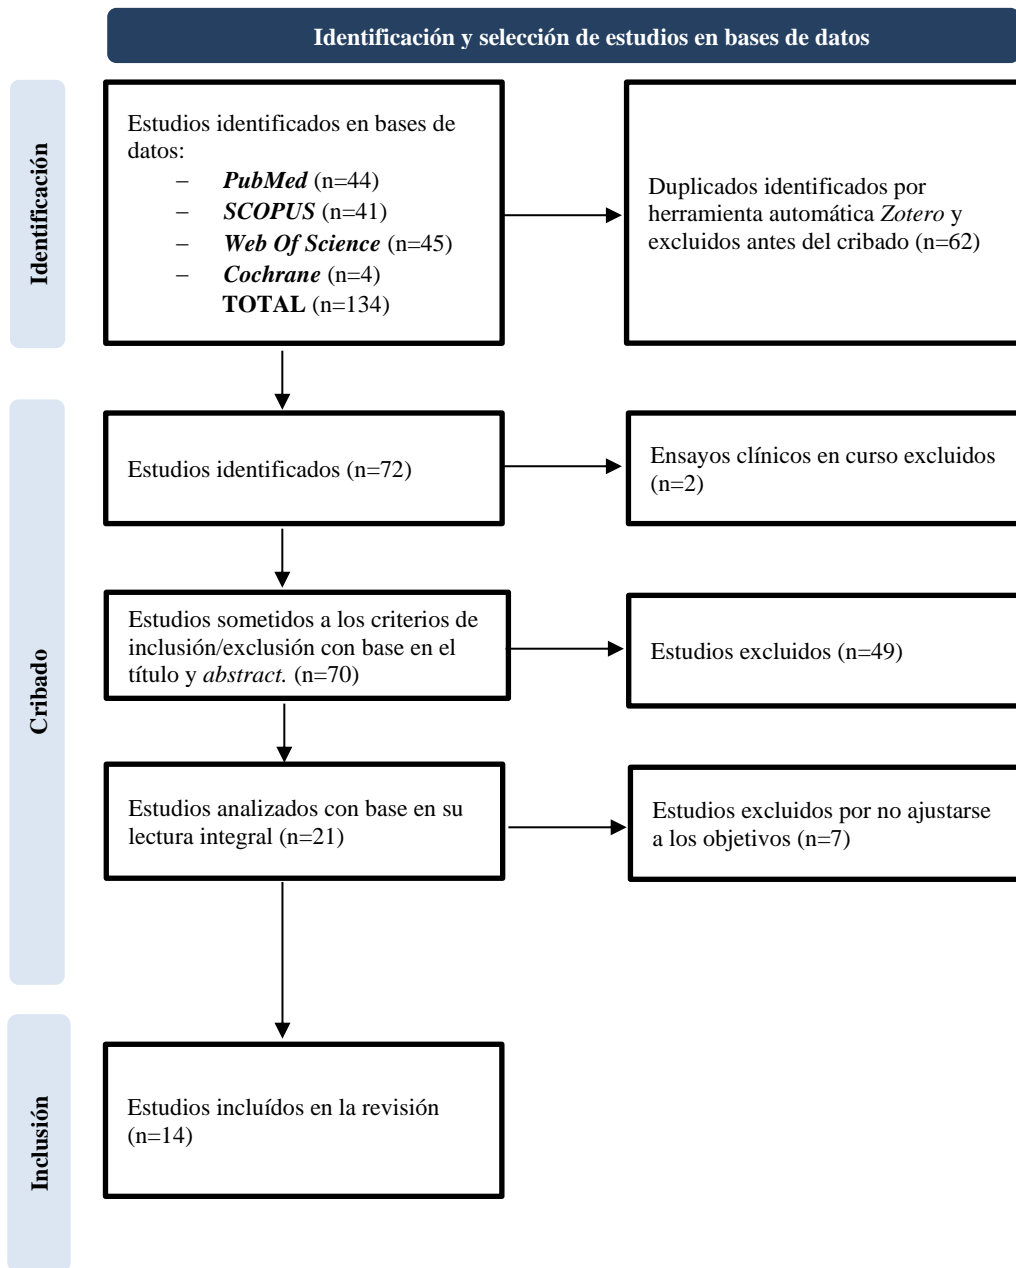 Identificación y selección de estudios en bases de datos
Identificación
Estudios identificados en bases de
datos:
– PubMed (n=44)
– SCOPUS (n=41)
– Web Of Science (n=45)
– Cochrane (n=4)
TOTAL (n=134)
Duplicados identificados por
herramienta automática Zotero y
excluidos antes del cribado (n=62)
Cribado
Estudios identificados (n=72)
Ensayos clínicos en curso excluidos
(n=2)
Estudios sometidos a los criterios de
inclusión/exclusión con base en el
título y abstract. (n=70)
Estudios excluidos (n=49)
Estudios analizados con base en su
lectura integral (n=21)
Estudios excluidos por no ajustarse
a los objetivos (n=7)
Inclusión
Estudios incluídos en la revisión
(n=14)